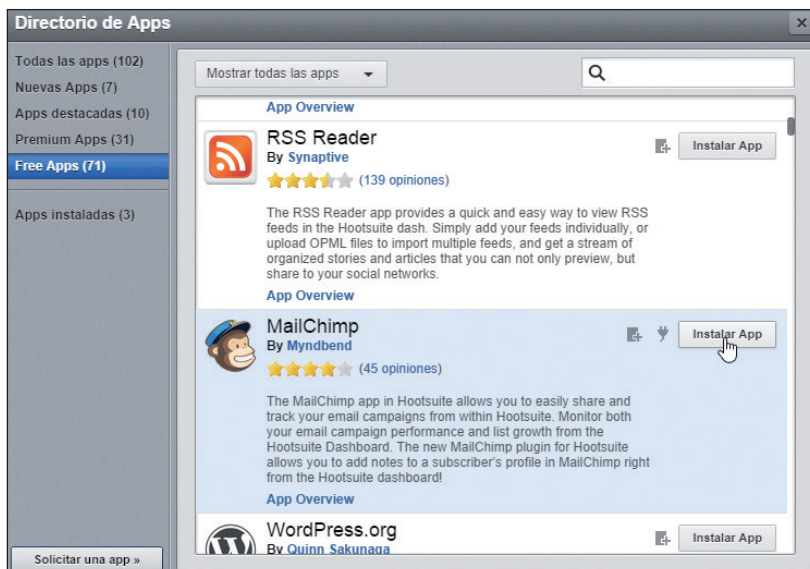 Directorio de Apps
Todas las apps (102)
Nuevas Apps (7)
Apps destacadas (10)
Premium Apps (31)
Free Apps (71)
Apps instaladas (3)
Solicitar una app »
Mostrar todas las apps
App Overview
RSS Reader
By Synaptive
(139 opiniones)
Instalar App
The RSS Reader app provides a quick and easy way to view RSS
feeds in the Hootsuite dash. Simply add your feeds individually, or
upload OPML files to import multiple feeds, and get a stream of
organized stories and articles that you can not only preview, but
share to your social networks.
App Overview
MailChimp
By Myndbend
(45 opiniones)
Instalar App
The MailChimp app in Hootsuite allows you to easily share and
track your email campaigns from within Hootsuite. Monitor both
your email campaign performance and list growth from the
Hootsuite Dashboard. The new MailChimp plugin for Hootsuite
allows you to add notes to a subscriber's profile in MailChimp right
from the Hootsuite dashboard!
App Overview
WordPress.org
By Quinn Sakunaga
Instalar App